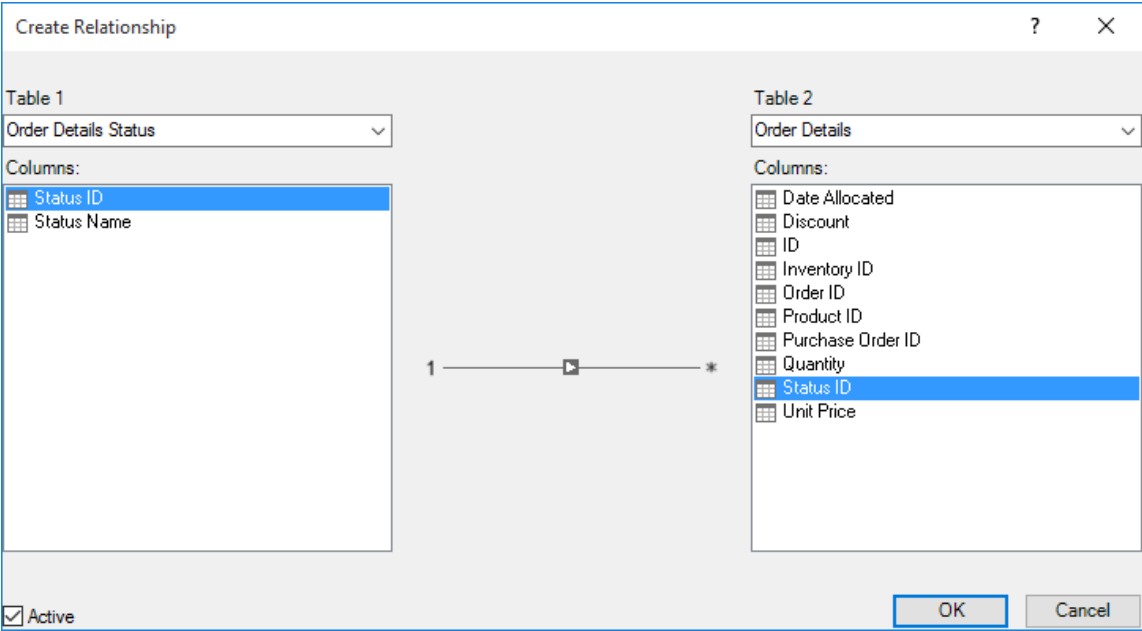 Create Relationship ?
Table 1
Order Details Status
Columns:
Status ID
Status Name
1 *
Table 2
Order Details
Columns:
Date Allocated
Discount
ID
Inventory ID
Order ID
Product ID
Purchase Order ID
Quantity
Status ID
Unit Price
Active
OK
Cancel